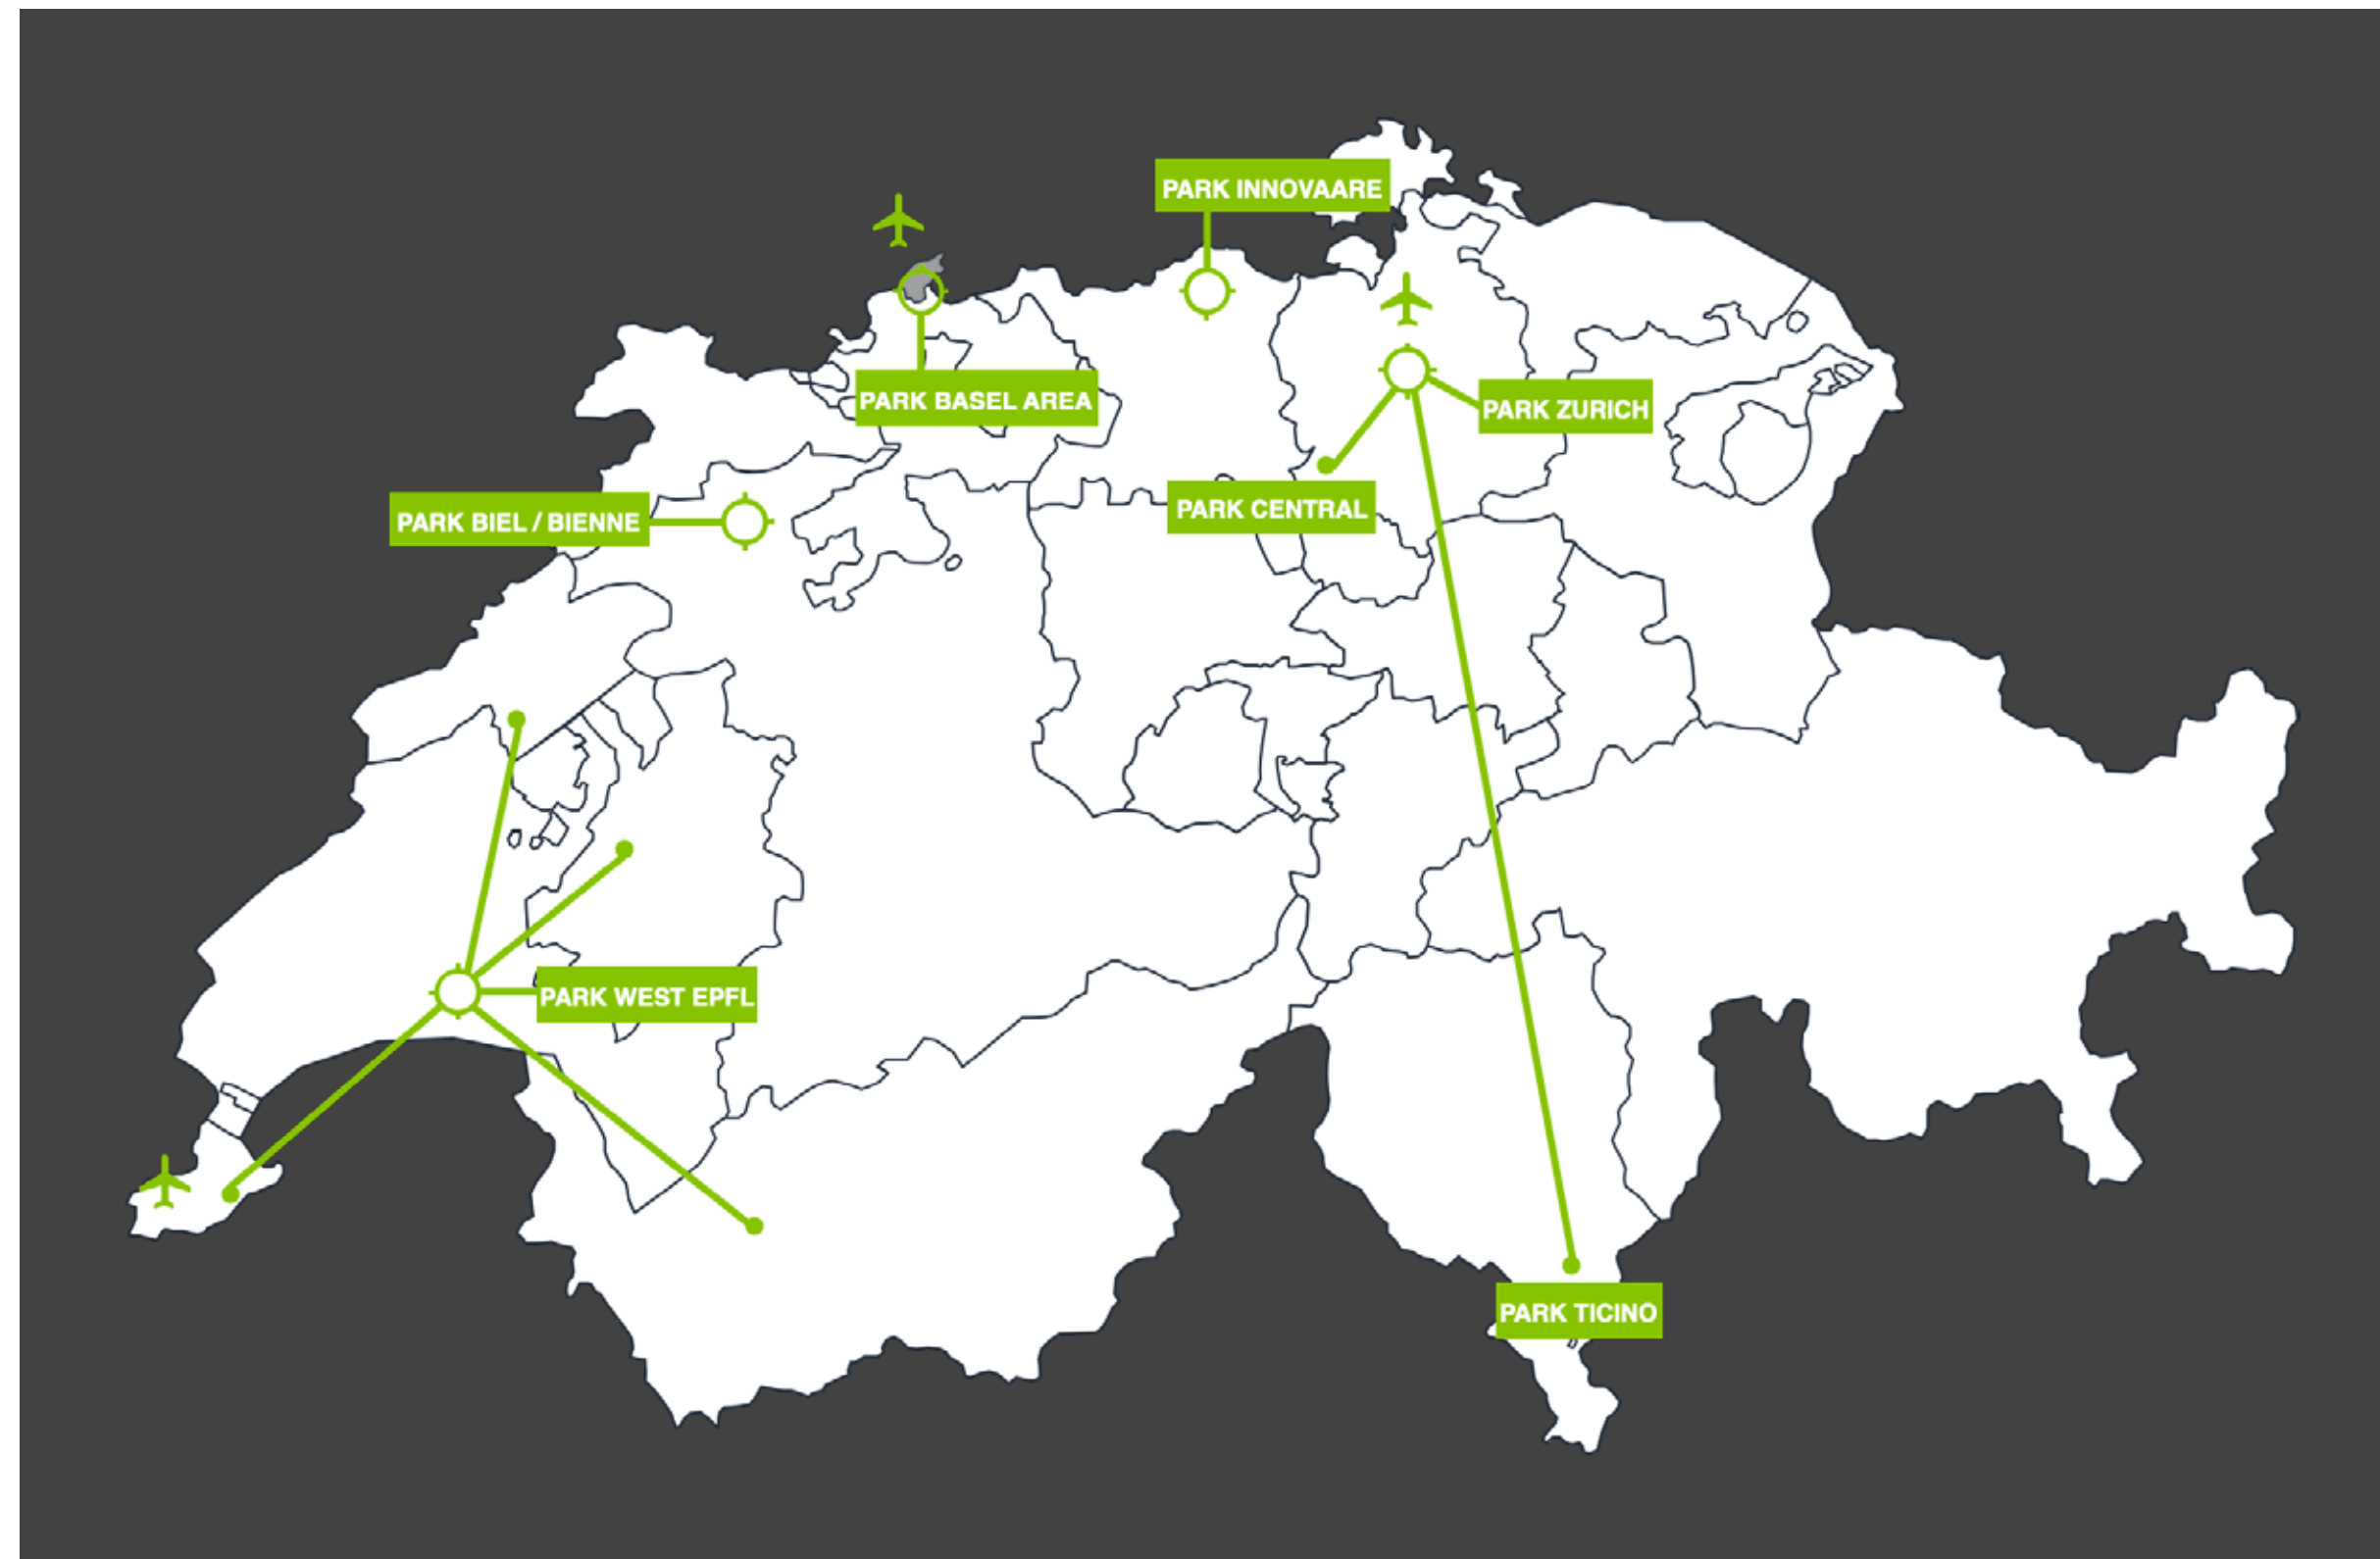 PARK INNOVAARE
PARK BASEL AREA
PARK ZURICH
PARK BIEL / BIENNE
PARK CENTRAL
PARK WEST EPFL
PARK TICINO